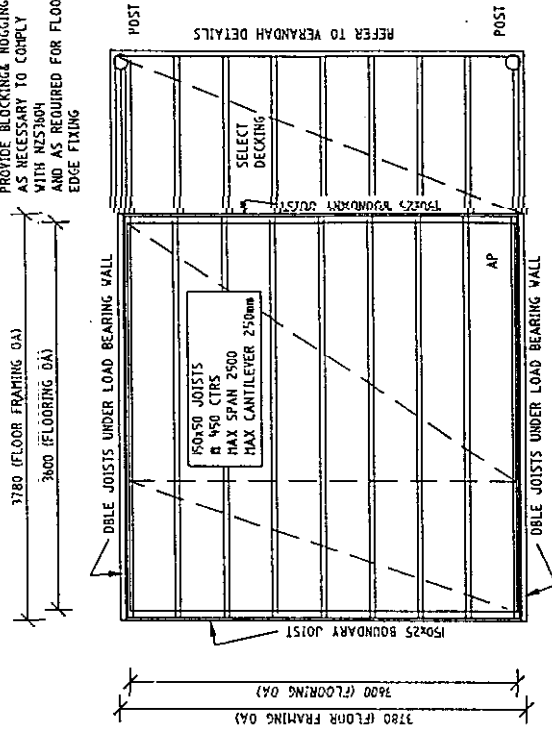 PROVIDE BLOCKING& NOGGING
AS NECESSARY TO COMPLY
WITH NZS3604
AND AS REQUIRED FOR FLOO
EDGE FIXING
3780 (FLOOR FRAMING OA)
3600 (FLOORING OA)
DBLE JOISTS UNDER LOAD BEARING WALL
POST
REFER TO VERANDAH DETAILS
POST
SELECT
DECKING
150x25 BOUNDARY JOIST
150x50 JOISTS
@ 450 CTRS
MAX SPAN 2500
MAX CANTILEVER 250mm
AP
150x25 BOUNDARY JOIST
DBLE JOISTS UNDER LOAD BEARING WALL
3600 (FLOORING OA)
3780 (FLOOR FRAMING OA)